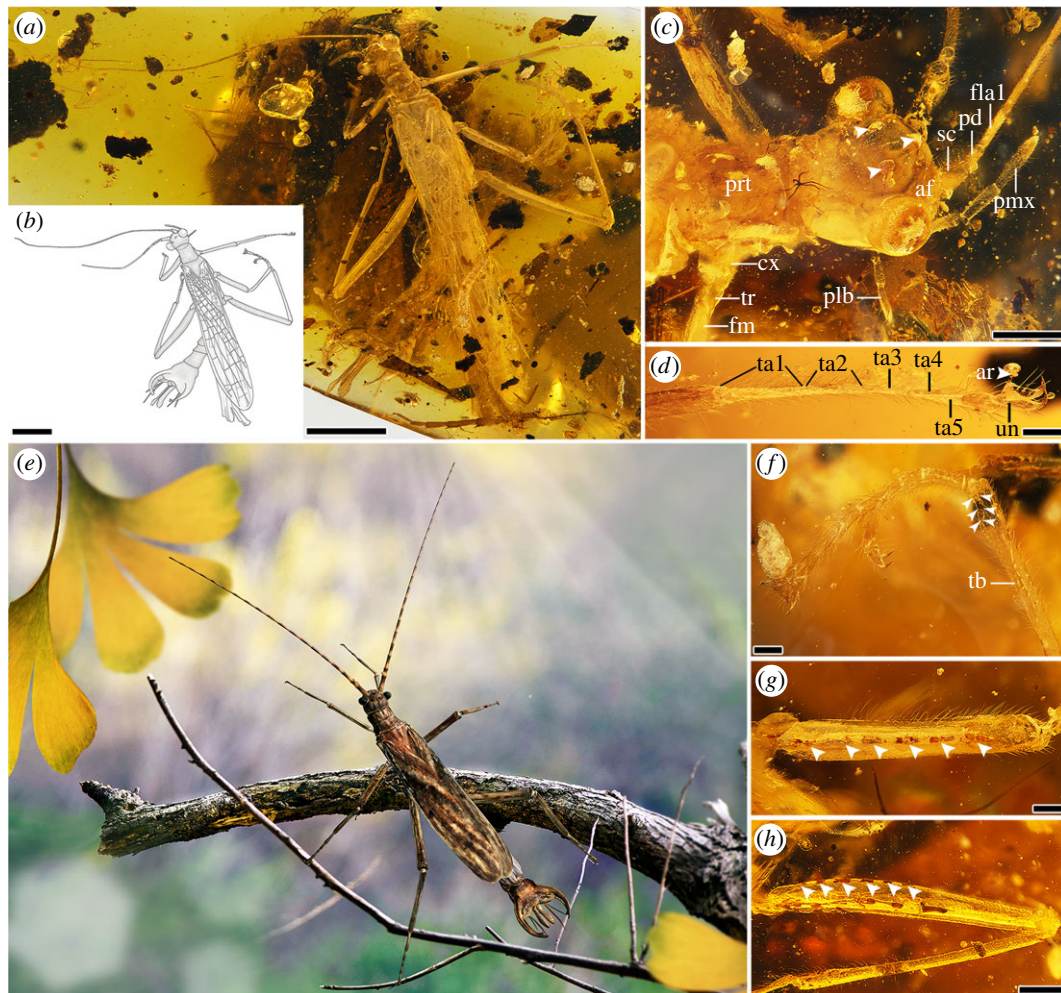 (a)
(b)
(c)
fla1
pd
sc
af
pmx
prt
cx
tr
plb
fm
(d)
ta1
ta2
ta3
ta4
ar
ta5
un
(e)
(f)
tb
(g)
(h)